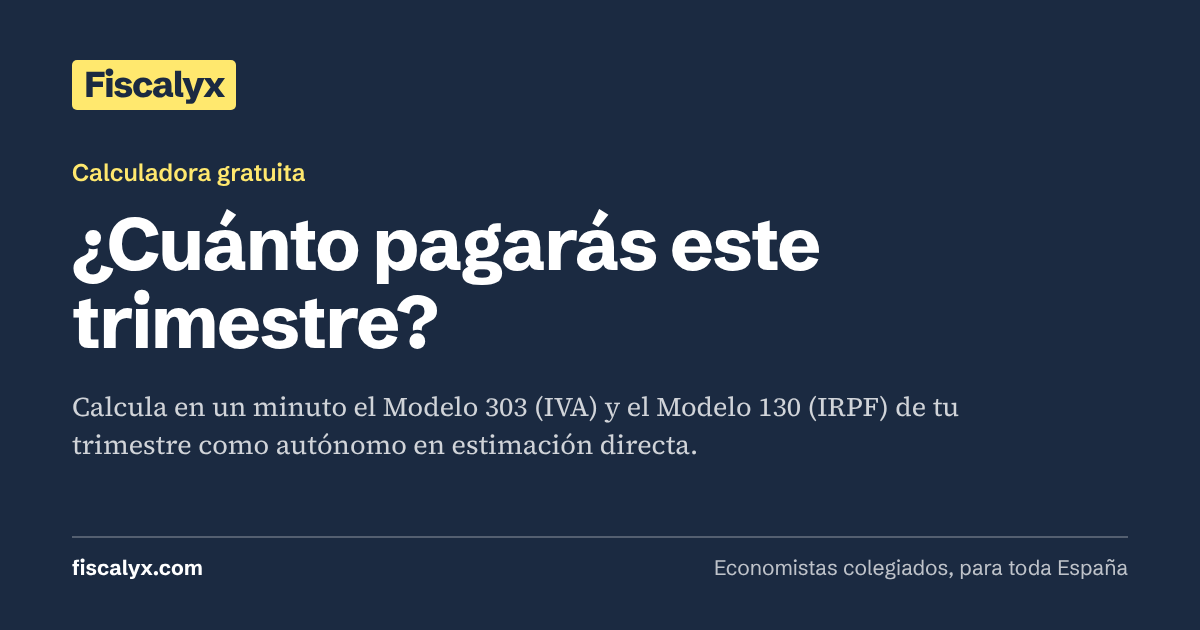 Fiscalyx
Calculadora gratuita
¿Cuánto pagarás este
trimestre?
Calcula en un minuto el Modelo 303 (IVA) y el Modelo 130 (IRPF) de tu
trimestre como autónomo en estimación directa.
fiscalyx.com
Economistas colegiados, para toda España